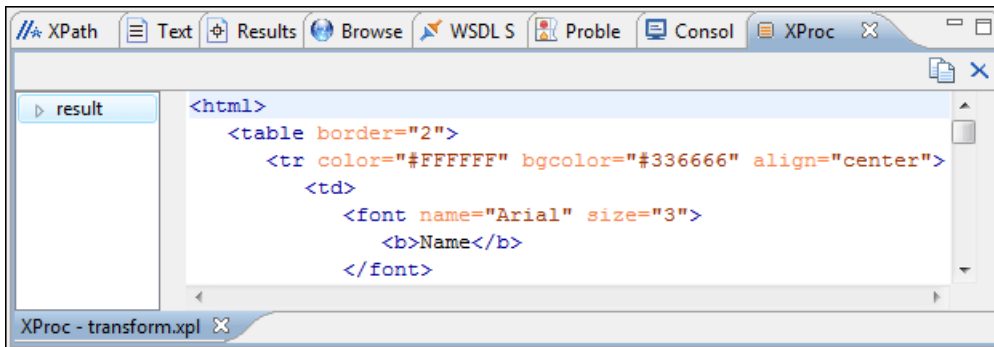 XPath Text Results Browse WSDL S Proble Consol XProc
result
<html>
<table border="2">
<tr color="#FFFFFF" bgcolor="#336666" align="center">
<td>
<font name="Arial" size="3">
<b>Name</b>
</font>
XProc - transform.xpl